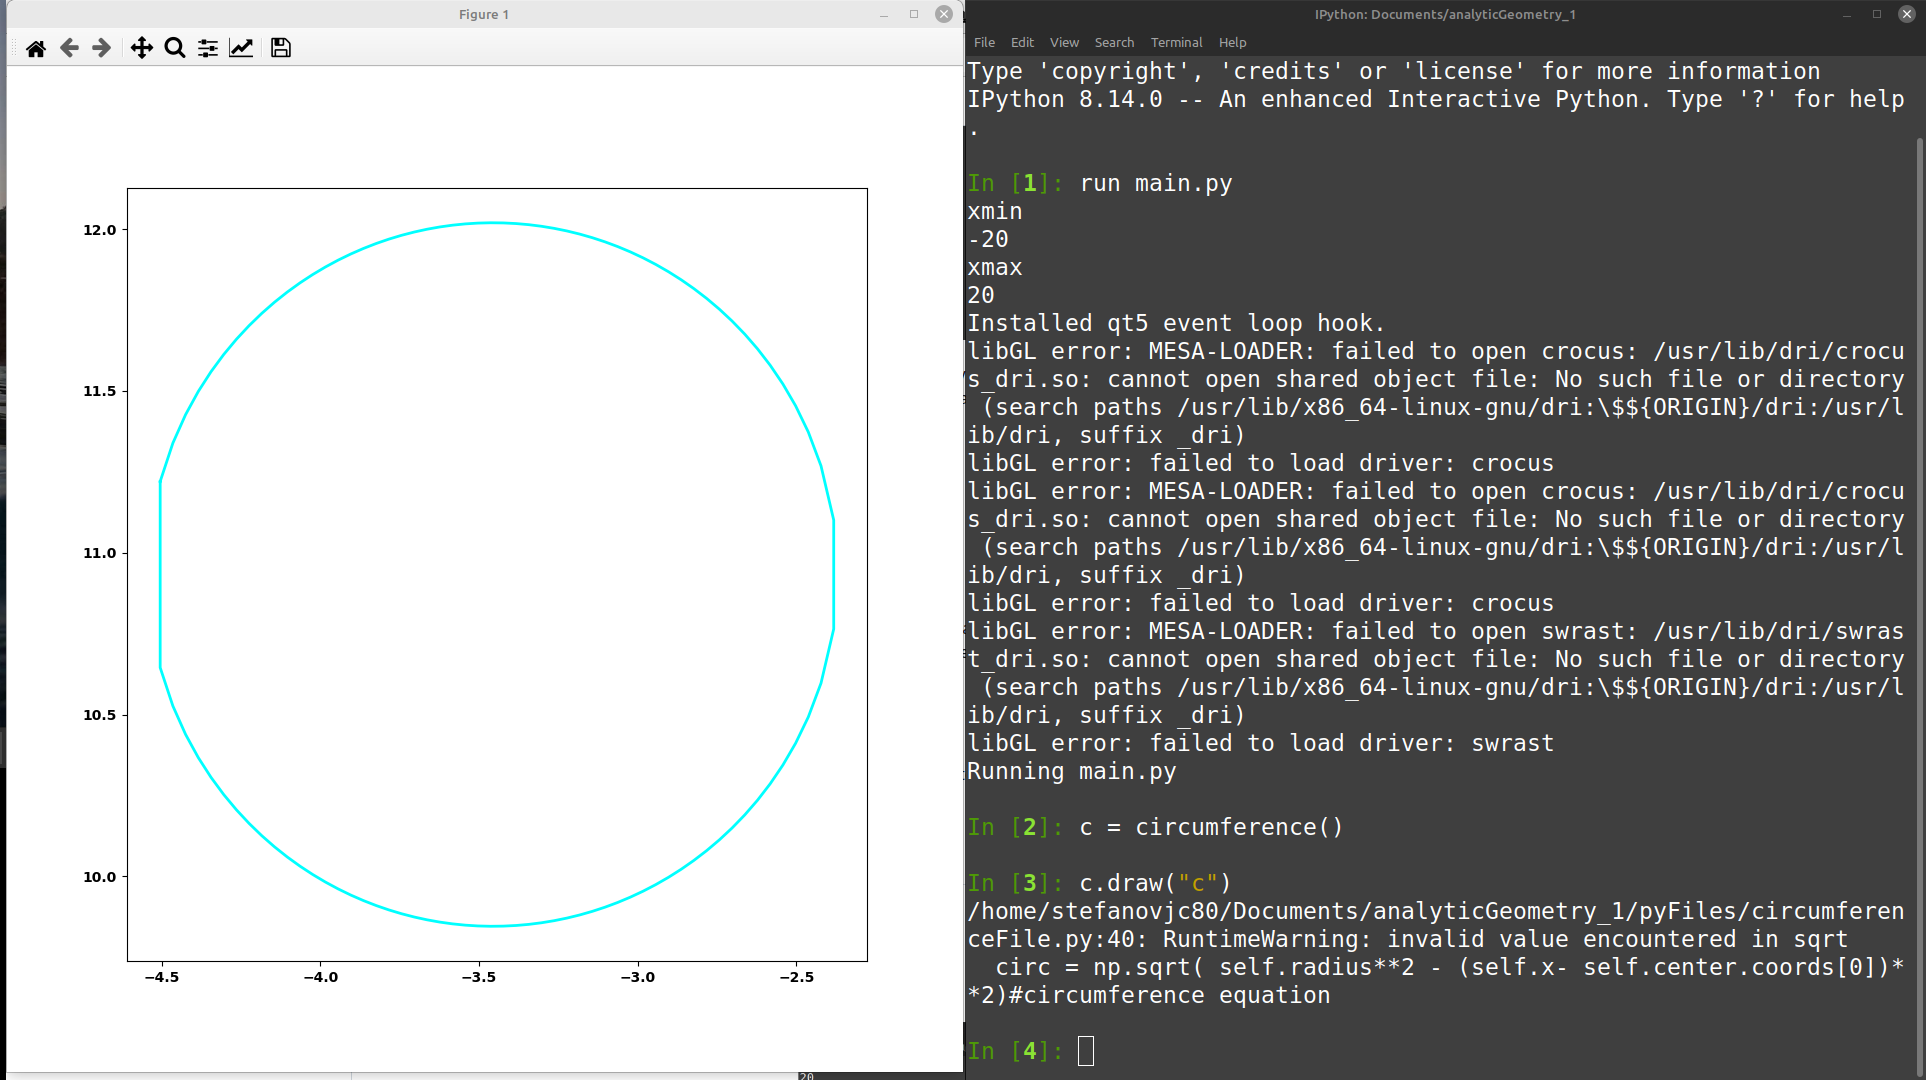 Figure 1
12.0
11.5
11.0
10.5
10.0
−4.5 −4.0 −3.5 −3.0 −2.5
20
IPython: Documents/analyticGeometry_1
File Edit View Search Terminal Help
Type 'copyright', 'credits' or 'license' for more information
IPython 8.14.0 -- An enhanced Interactive Python. Type '?' for help
.
In [1]: run main.py
xmin
-20
xmax
20
Installed qt5 event loop hook.
libGL error: MESA-LOADER: failed to open crocus: /usr/lib/dri/crocu
s_dri.so: cannot open shared object file: No such file or directory
(search paths /usr/lib/x86_64-linux-gnu/dri:\$${ORIGIN}/dri:/usr/l
ib/dri, suffix _dri)
libGL error: failed to load driver: crocus
libGL error: MESA-LOADER: failed to open crocus: /usr/lib/dri/crocu
s_dri.so: cannot open shared object file: No such file or directory
(search paths /usr/lib/x86_64-linux-gnu/dri:\$${ORIGIN}/dri:/usr/l
ib/dri, suffix _dri)
libGL error: failed to load driver: crocus
libGL error: MESA-LOADER: failed to open swrast: /usr/lib/dri/swras
t_dri.so: cannot open shared object file: No such file or directory
(search paths /usr/lib/x86_64-linux-gnu/dri:\$${ORIGIN}/dri:/usr/l
ib/dri, suffix _dri)
libGL error: failed to load driver: swrast
Running main.py
In [2]: c = circumference()
In [3]: c.draw("c")
/home/stefanovjc80/Documents/analyticGeometry_1/pyFiles/circumferen
ceFile.py:40: RuntimeWarning: invalid value encountered in sqrt
circ = np.sqrt( self.radius**2 - (self.x- self.center.coords[0])*
*2)#circumference equation
In [4]: